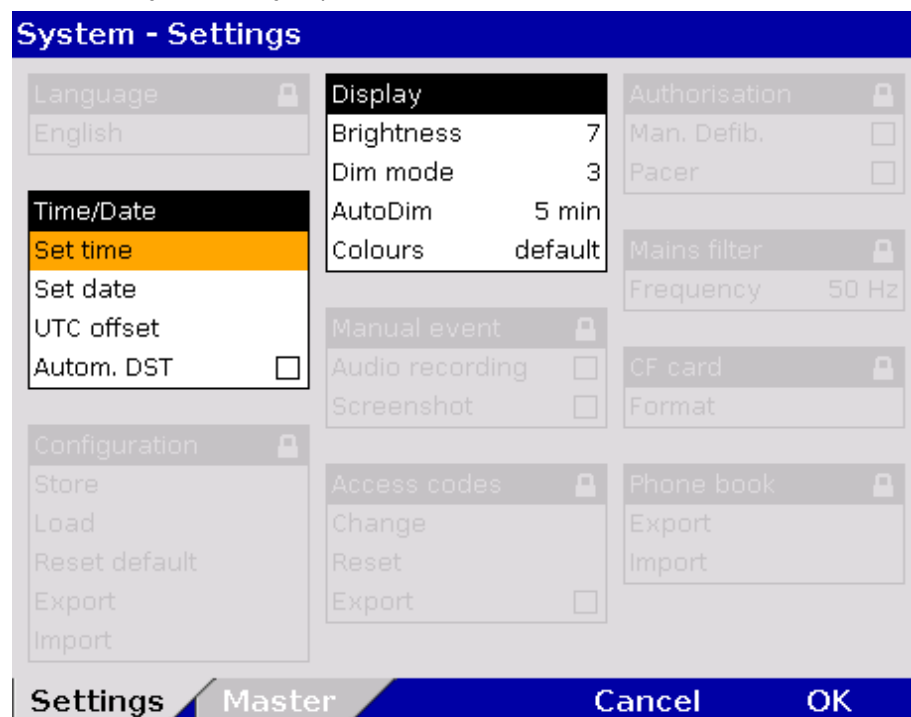 System - Settings
Language
English
Time/Date
Set time
Set date
UTC offset
Autom. DST
Configuration
Store
Load
Reset default
Export
Import
Display
Brightness 7
Dim mode 3
AutoDim 5 min
Colours default
Manual event
Audio recording
Screenshot
Access codes
Change
Reset
Export
Authorisation
Man. Defib.
Pacer
Mains filter
Frequency 50 Hz
CF card
Format
Phone book
Export
Import
Settings Master Cancel OK